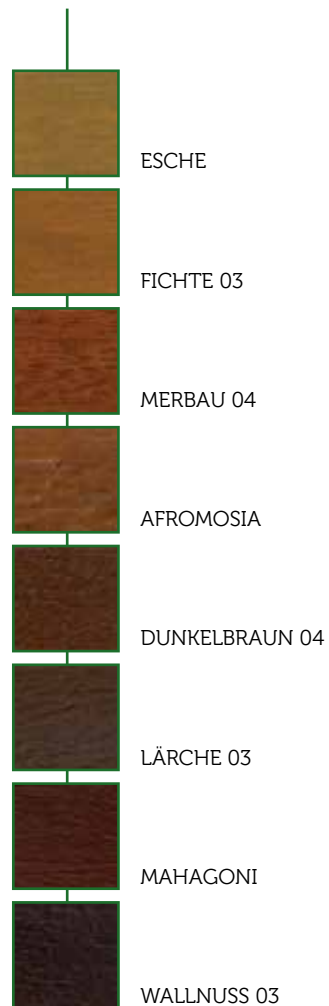 ESCHE
FICHTE 03
MERBAU 04
AFROMOSIA
DUNKELBRAUN 04
LÄRCHE 03
MAHAGONI
WALLNUSS 03